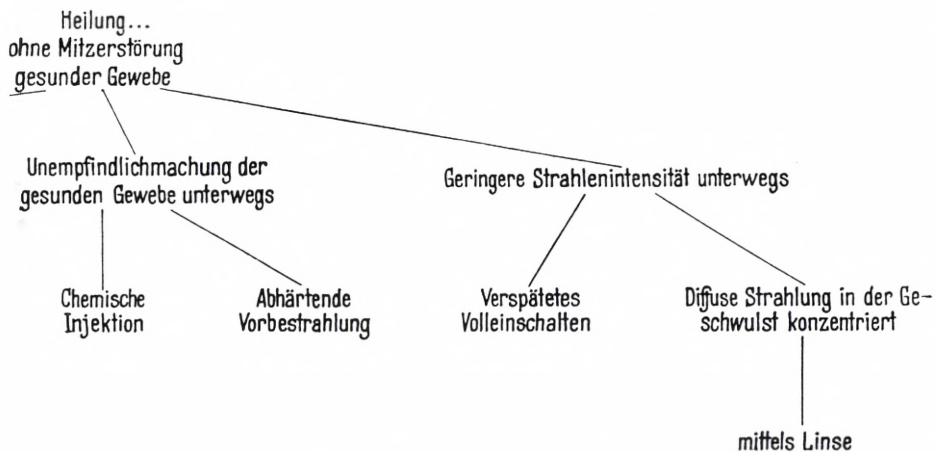 Heilung...
ohne Mitzerstörung
gesunder Gewebe
Unempfindlichmachung der
gesunden Gewebe unterwegs
Geringere Strahlenintensität unterwegs
Chemische
Injektion
Abhärtende
Vorbestrahlung
Verspätetes
Volleinschalten
Diffuse Strahlung in der Ge-
schwulst konzentriert
mittels Linse